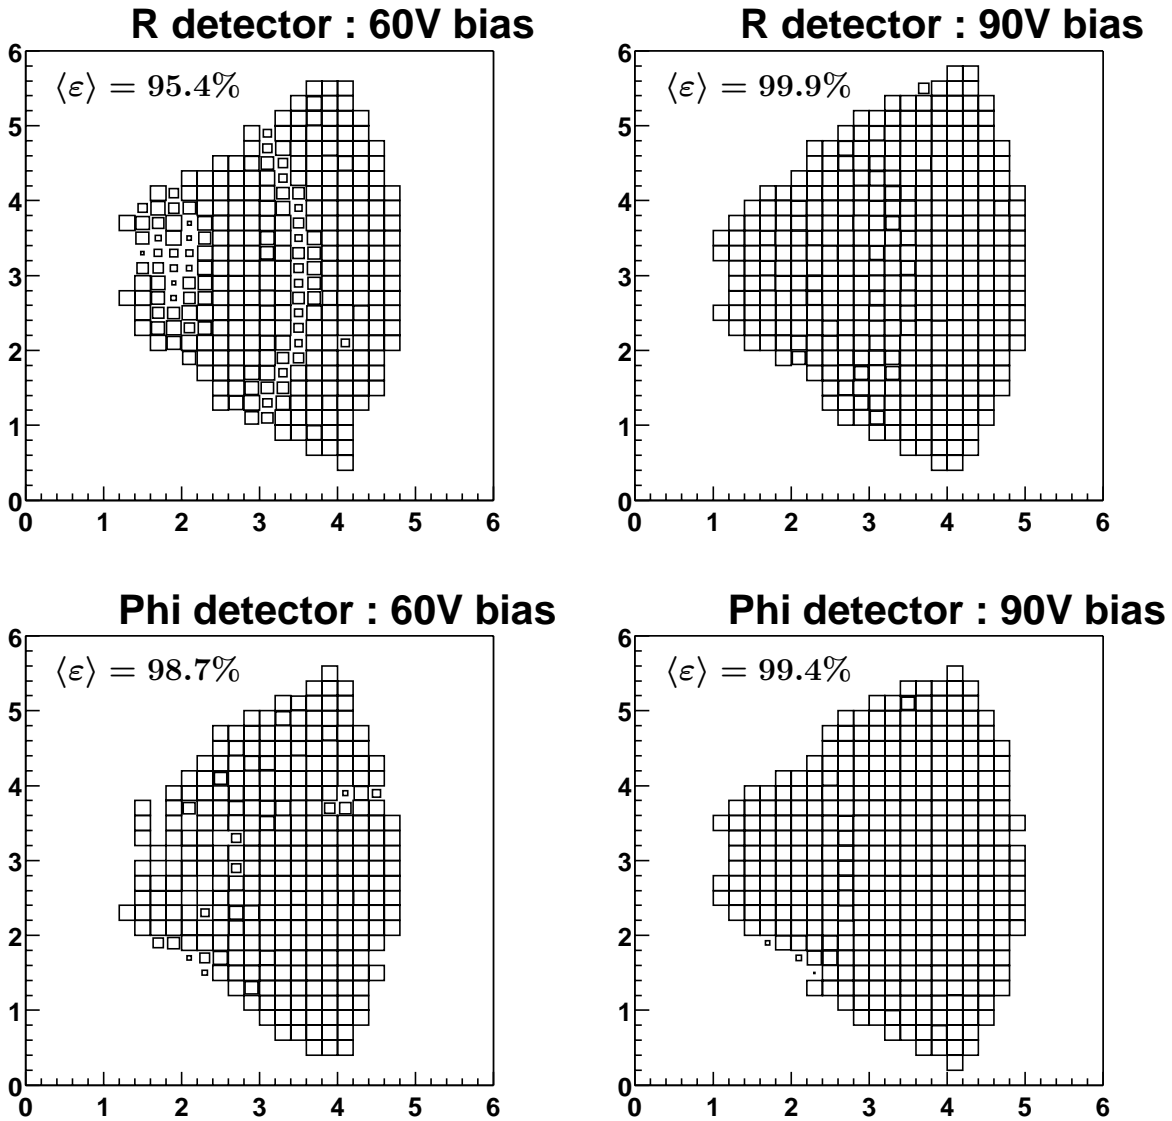 R detector : 60V bias
⟨ε⟩ = 95.4%
6
5
4
3
2
1
0
0 1 2 3 4 5 6
R detector : 90V bias
⟨ε⟩ = 99.9%
6
5
4
3
2
1
0
0 1 2 3 4 5 6
Phi detector : 60V bias
⟨ε⟩ = 98.7%
6
5
4
3
2
1
0
0 1 2 3 4 5 6
Phi detector : 90V bias
⟨ε⟩ = 99.4%
6
5
4
3
2
1
0
0 1 2 3 4 5 6